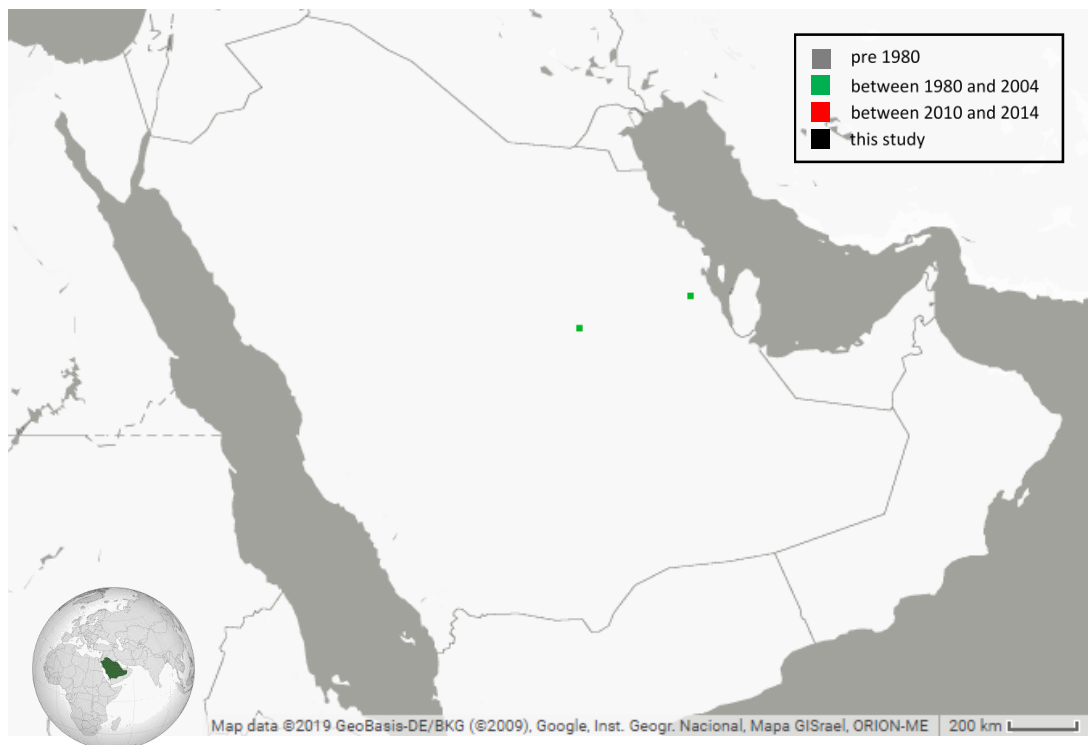 pre 1980
between 1980 and 2004
between 2010 and 2014
this study
Map data ©2019 GeoBasis-DE/BKG (©2009), Google, Inst. Geogr. Nacional, Mapa GISrael, ORION-ME
200 km